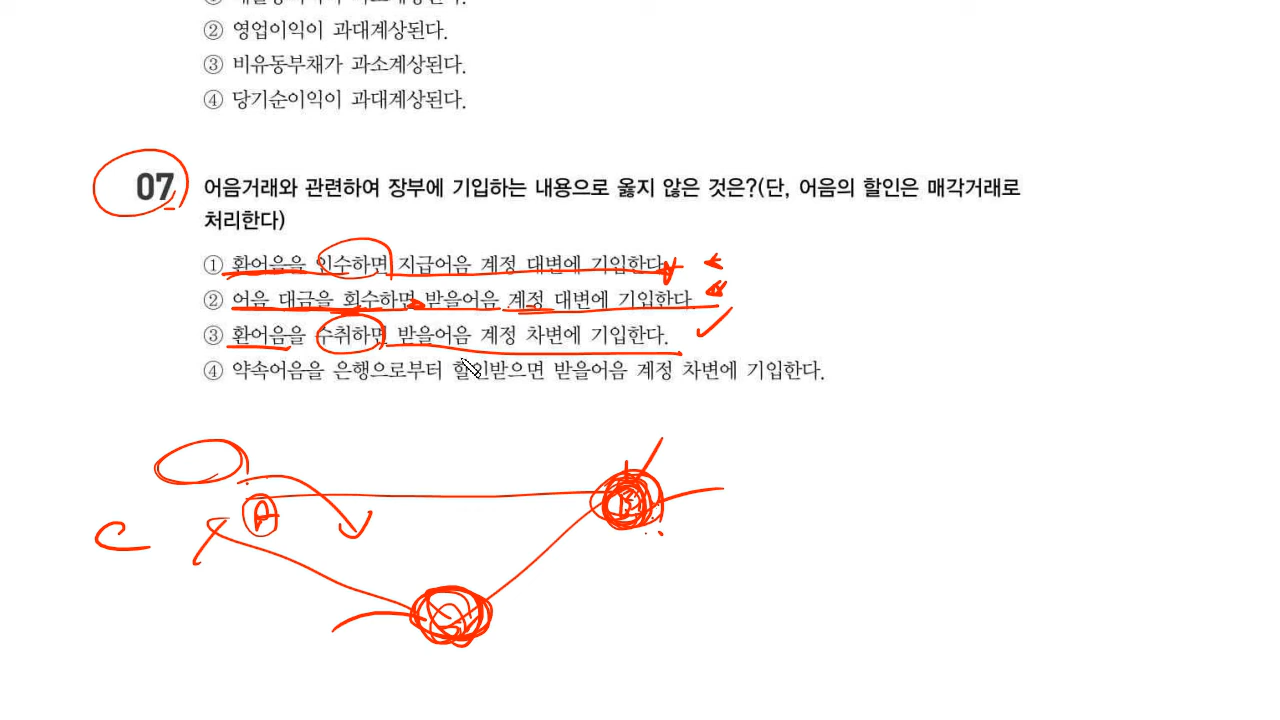 ② 영업이익이 과대계상된다.
③ 비유동부채가 과소계상된다.
④ 당기순이익이 과대계상된다.
07 어음거래와 관련하여 장부에 기입하는 내용으로 옳지 않은 것은?(단, 어음의 할인은 매각거래로
처리한다)
① 환어음을 인수하면 지급어음 계정 대변에 기입한다.
② 어음 대금을 회수하면 받을어음 계정 대변에 기입한다.
③ 환어음을 수취하면 받을어음 계정 차변에 기입한다.
④ 약속어음을 은행으로부터 할인받으면 받을어음 계정 차변에 기입한다.
A